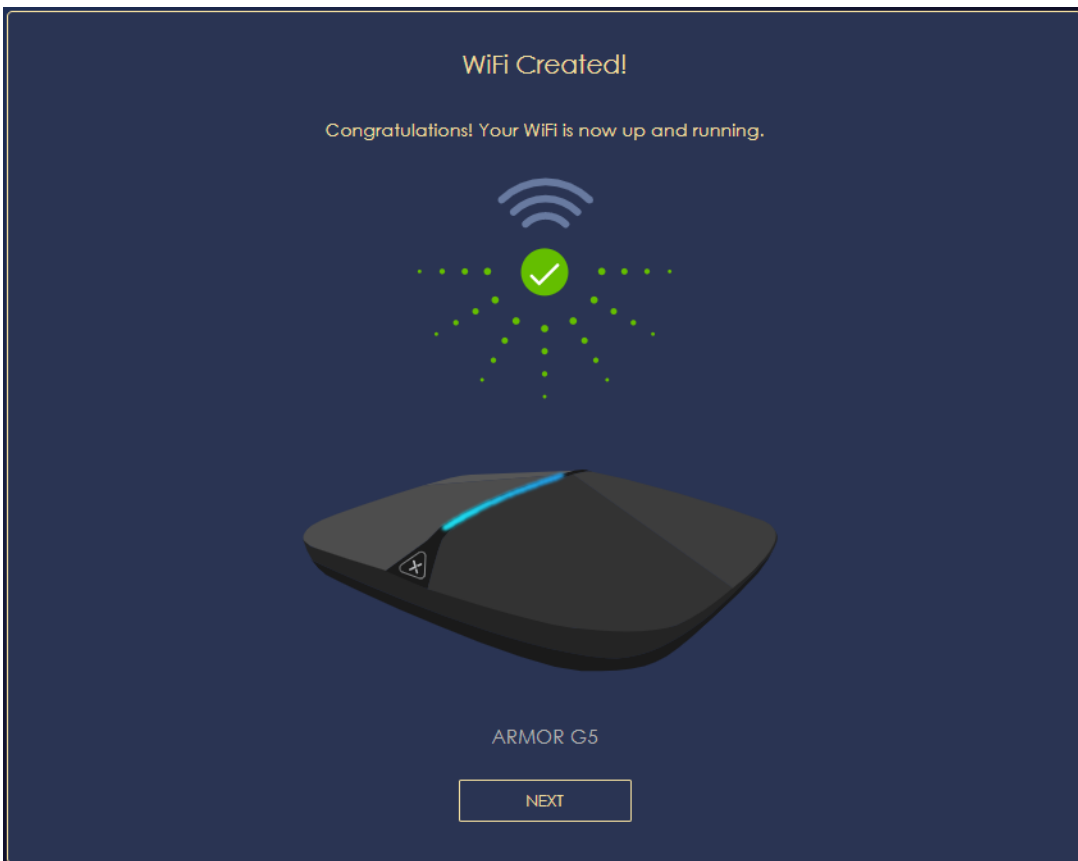 WiFi Created!
Congratulations! Your WiFi is now up and running.
ARMOR G5
NEXT